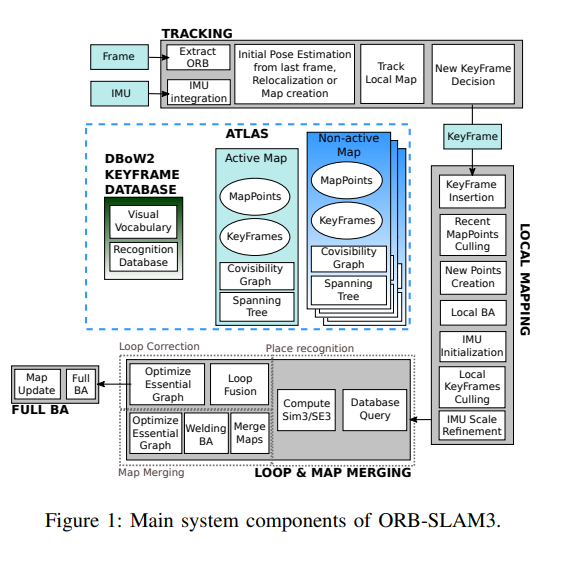 TRACKING
Frame
IMU
Extract
ORB
IMU
integration
Initial Pose Estimation
from last frame,
Relocalization or
Map creation
Track
Local Map
New KeyFrame
Decision
KeyFrame
ATLAS
DBoW2
KEYFRAME
DATABASE
Visual
Vocabulary
Recognition
Database
Active Map
MapPoints
KeyFrames
Covisibility
Graph
Spanning
Tree
Non-active
Map
MapPoints
KeyFrames
Covisibility
Graph
Spanning
Tree
LOCAL MAPPING
KeyFrame
Insertion
Recent
MapPoints
Culling
New Points
Creation
Local BA
IMU
Initialization
Local
KeyFrames
Culling
IMU Scale
Refinement
Loop Correction
Place recognition
Optimize
Essential
Graph
Loop
Fusion
Compute
Sim3/SE3
Database
Query
Optimize
Essential
Graph
Welding
BA
Merge
Maps
Map Merging
LOOP & MAP MERGING
Map
Update
Full
BA
FULL BA
Figure 1: Main system components of ORB-SLAM3.